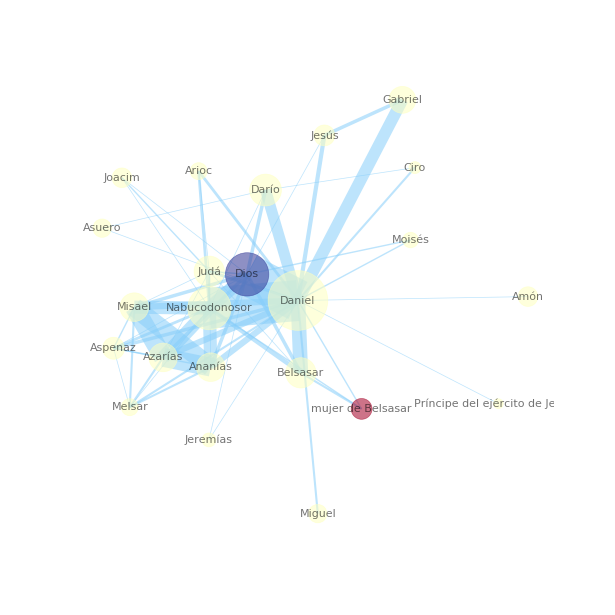 Gabriel
Jesús
Ciro
Arioc
Joacim
Darío
Asuero
Moisés
Judá
Dios
Amón
Daniel
Misael
Nabucodonosor
Aspenaz
Azarías
Ananías
Belsasar
Melsar
mujer de Belsasar
Príncipe del ejército de Je
Jeremías
Miguel